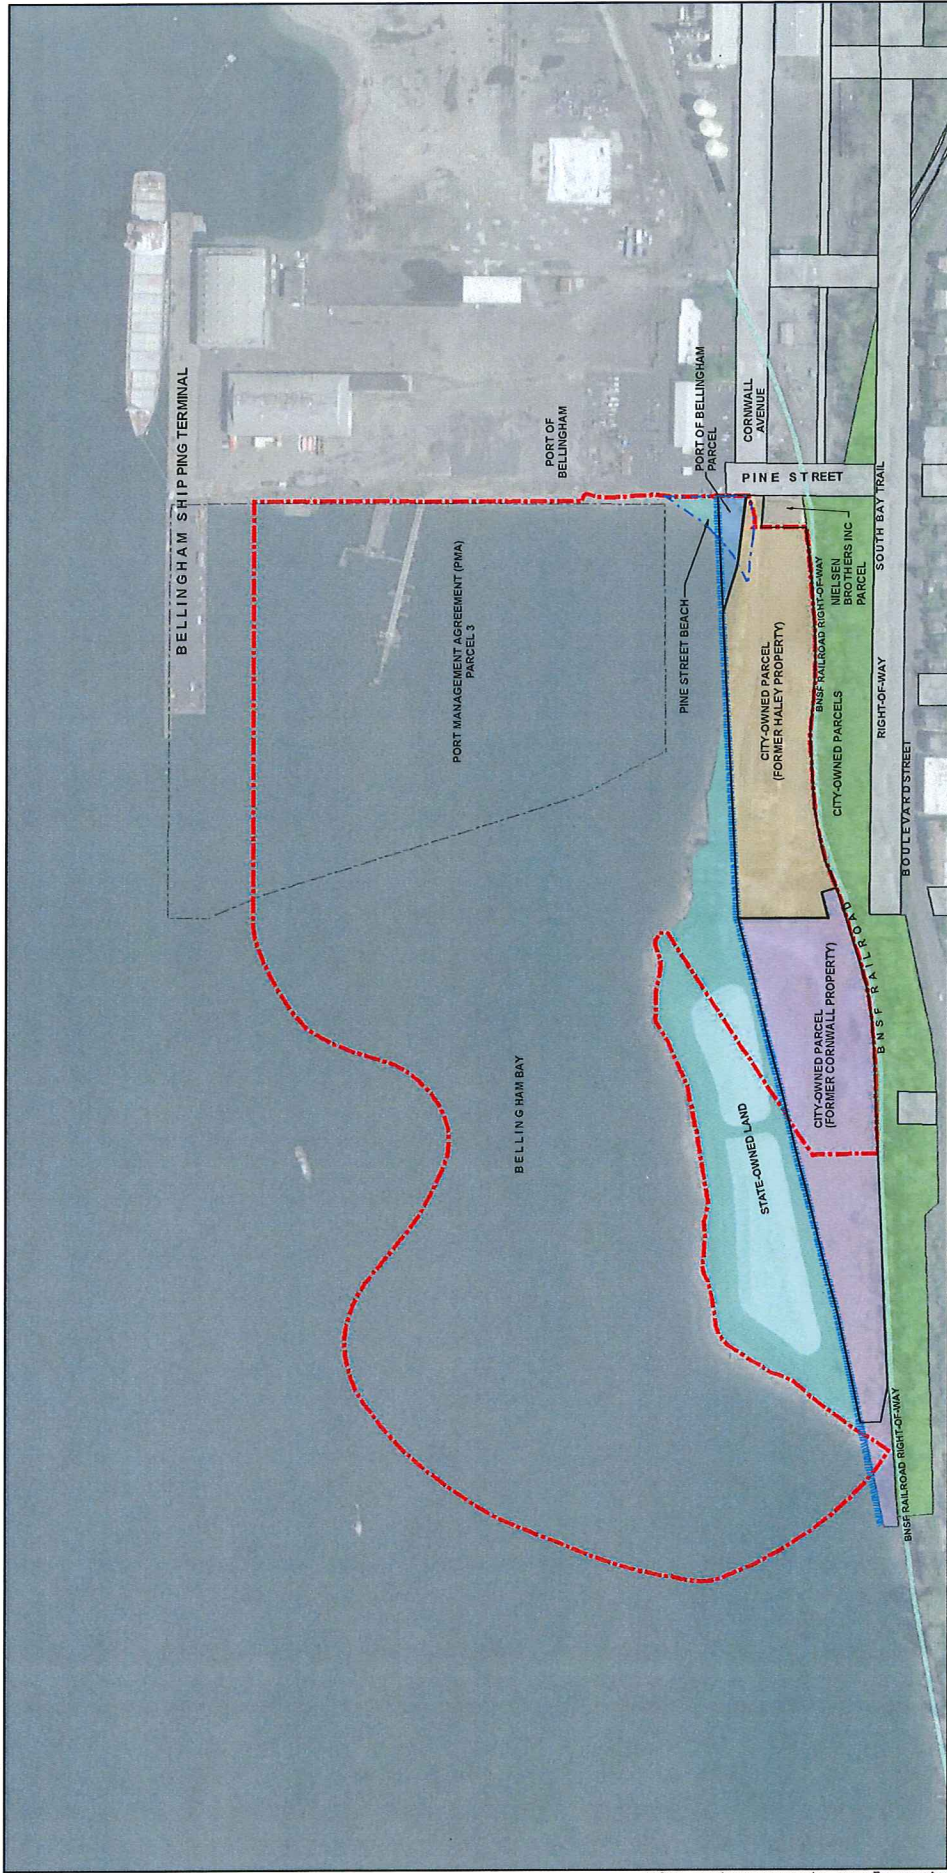 BELLINGHAM SHIPPING TERMINAL
PORT OF
BELLINGHAM
PORT OF BELLINGHAM
PARCEL
CORNWALL
AVENUE
PINE STREET
PORT MANAGEMENT AGREEMENT (PMA)
PARCEL 3
PINE STREET BEACH
CITY-OWNED PARCEL
(FORMER HALEY PROPERTY)
BNSF RAILROAD RIGHT-OF-WAY
NIELSEN
BROTHERS INC
PARCEL
SOUTH BAY TRAIL
CITY-OWNED PARCELS
RIGHT-OF-WAY
BOULEVARD STREET
BELLINGHAM BAY
STATE-OWNED LAND
CITY-OWNED PARCEL
(FORMER CORNWALL PROPERTY)
BNSF RAILROAD
BNSF RAILROAD RIGHT-OF-WAY